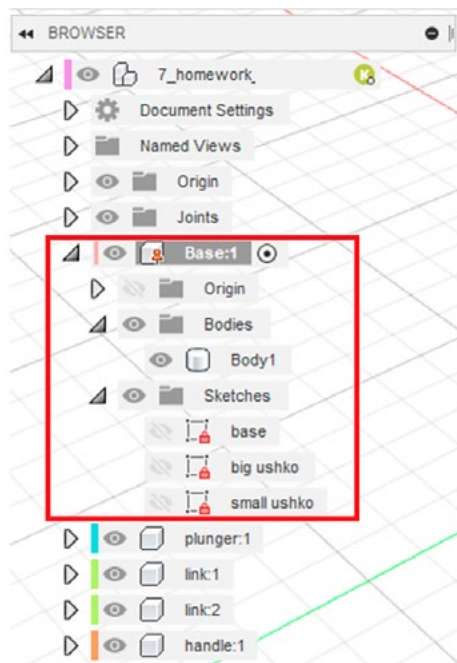 BROWSER
7_homework_
Document Settings
Named Views
Origin
Joints
Base:1
Origin
Bodies
Body1
Sketches
base
big ushko
small ushko
plunger:1
link:1
link:2
handle:1